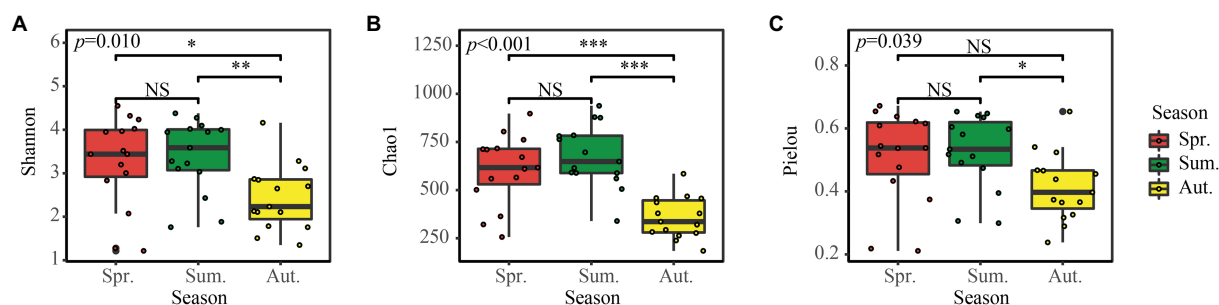 A
p=0.010
*
**
NS
Shannon
6
5
4
3
2
1
Spr.
Sum.
Aut.
Season
B
p<0.001
***
***
NS
Chao1
1250
1000
750
500
250
Spr.
Sum.
Aut.
Season
C
p=0.039
NS
*
NS
Pielou
0.8
0.6
0.4
0.2
Spr.
Sum.
Aut.
Season
Season
Spr.
Sum.
Aut.